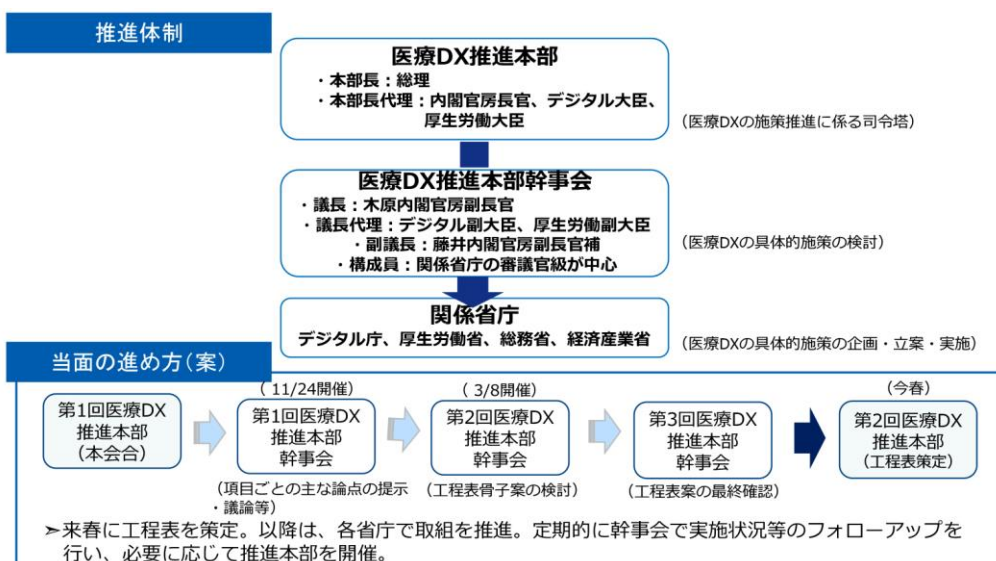 推進体制
医療DX推進本部
・本部長:総理
・本部長代理:内閣官房長官、デジタル大臣、
厚生労働大臣
(医療DXの施策推進に係る司令塔)
医療DX推進本部幹事会
・議長:木原内閣官房副長官
・議長代理:デジタル副大臣、厚生労働副大臣
・副議長:藤井内閣官房副長官補
・構成員:関係省庁の審議官級が中心
(医療DXの具体的施策の検討)
関係省庁
デジタル庁、厚生労働省、総務省、経済産業省
(医療DXの具体的施策の企画・立案・実施)
当面の進め方(案)
第1回医療DX
推進本部
(本会合)
(11/24開催)
第1回医療DX
推進本部
幹事会
(項目ごとの主な論点の提示
・議論等)
(3/8開催)
第2回医療DX
推進本部
幹事会
(工程表骨子案の検討)
第3回医療DX
推進本部
幹事会
(工程表案の最終確認)
(今春)
第2回医療DX
推進本部
(工程表策定)
➢来春に工程表を策定。以降は、各省庁で取組を推進。定期的に幹事会で実施状況等のフォローアップを
行い、必要に応じて推進本部を開催。